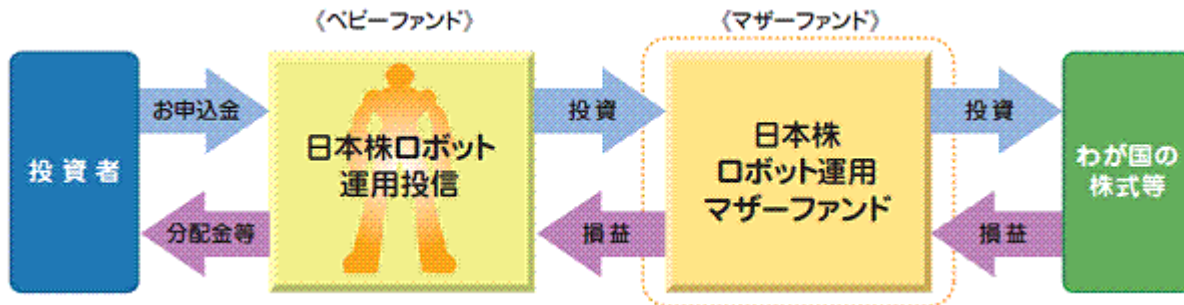 《ベビーファンド》
《マザーファンド》
投資者
お申込金
分配金等
日本株ロボット
運用投信
投資
損益
日本株
ロボット運用
マザーファンド
投資
損益
わが国の
株式等